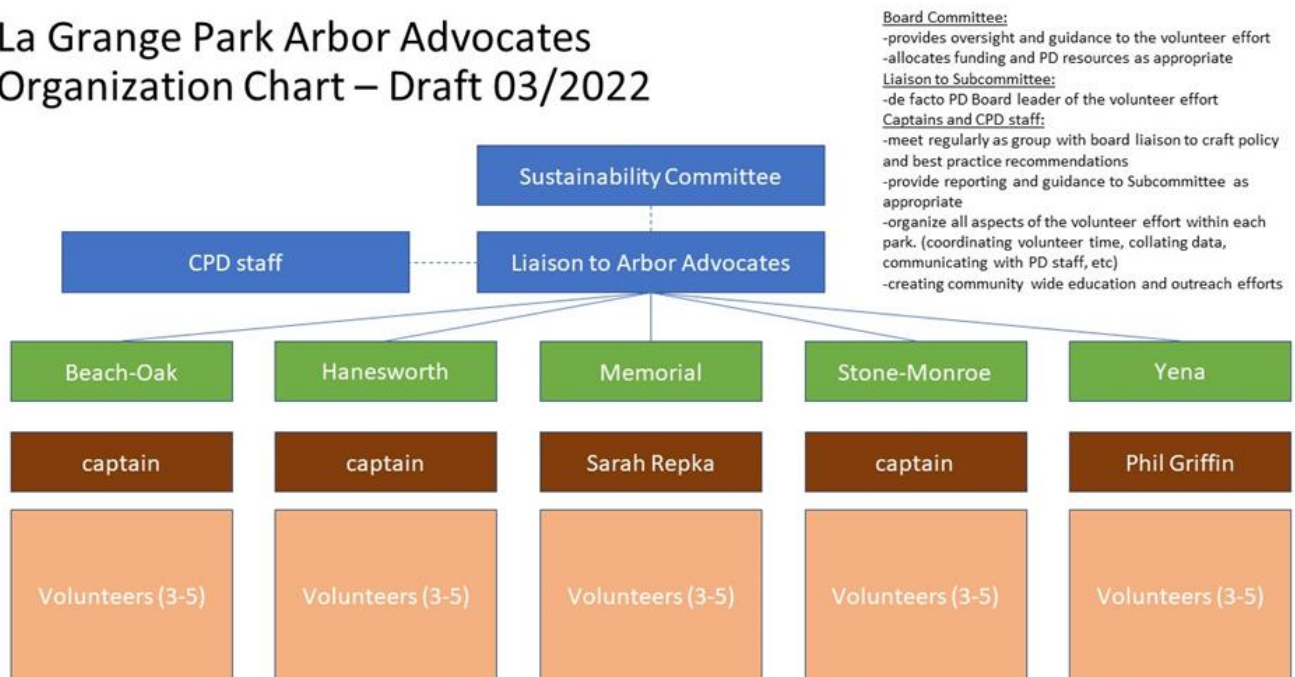 La Grange Park Arbor Advocates
Organization Chart – Draft 03/2022
Board Committee:
-provides oversight and guidance to the volunteer effort
-allocates funding and PD resources as appropriate
Liaison to Subcommittee:
-de facto PD Board leader of the volunteer effort
Captains and CPD staff:
-meet regularly as group with board liaison to craft policy
and best practice recommendations
-provide reporting and guidance to Subcommittee as
appropriate
-organize all aspects of the volunteer effort within each
park. (coordinating volunteer time, collating data,
communicating with PD staff, etc)
-creating community wide education and outreach efforts
Sustainability Committee
CPD staff
Liaison to Arbor Advocates
Beach-Oak
Hanesworth
Memorial
Stone-Monroe
Yena
captain
captain
Sarah Repka
captain
Phil Griffin
Volunteers (3-5)
Volunteers (3-5)
Volunteers (3-5)
Volunteers (3-5)
Volunteers (3-5)